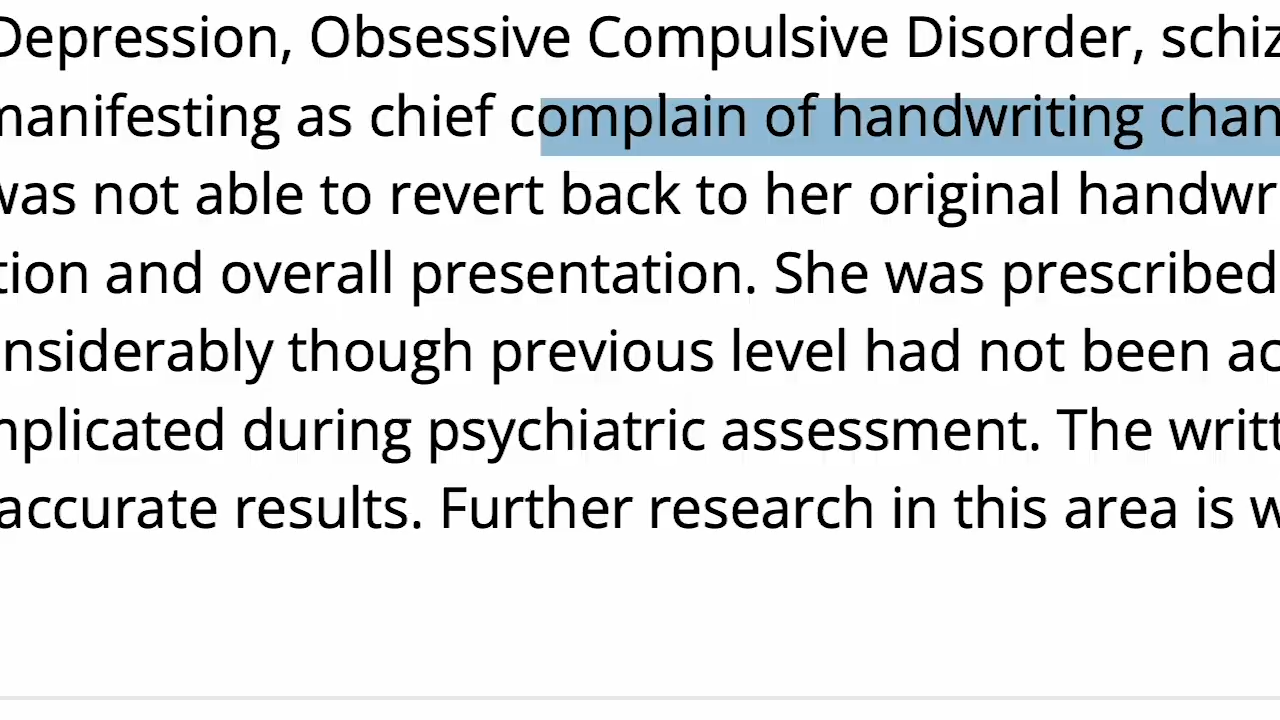 Depression, Obsessive Compulsive Disorder, schiz
manifesting as chief complain of handwriting chan
was not able to revert back to her original handwr
tion and overall presentation. She was prescribed
nsiderably though previous level had not been ac
mplicated during psychiatric assessment. The writt
accurate results. Further research in this area is w